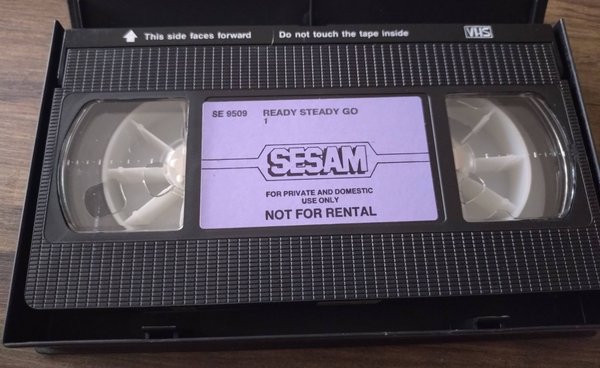 This side faces forward Do not touch the tape inside VHS
SE 9509 READY STEADY GO
1
SESAM
FOR PRIVATE AND DOMESTIC
USE ONLY
NOT FOR RENTAL